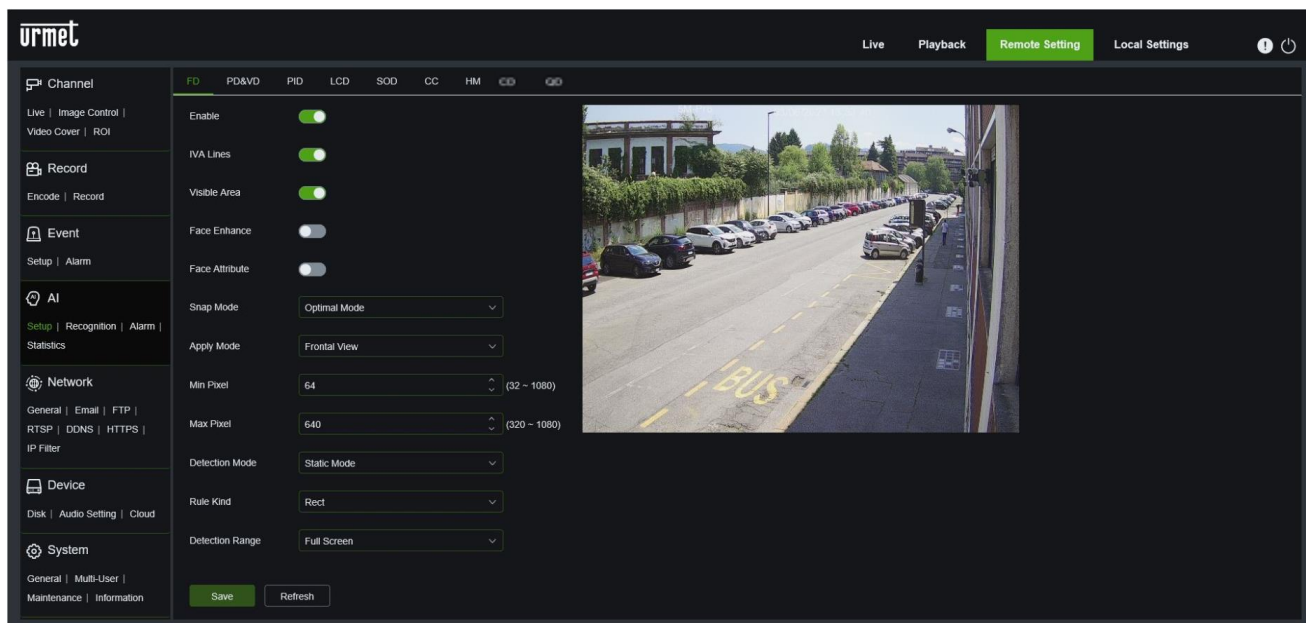 urmet
Live Playback Remote Setting Local Settings
Channel
Live | Image Control |
Video Cover | ROI
Record
Encode | Record
Event
Setup | Alarm
AI
Setup | Recognition | Alarm |
Statistics
Network
General | Email | FTP |
RTSP | DDNS | HTTPS |
IP Filter
Device
Disk | Audio Setting | Cloud
System
General | Multi-User |
Maintenance | Information
FD PD&VD PID LCD SOD CC HM
Enable
IVA Lines
Visible Area
Face Enhance
Face Attribute
Snap Mode Optimal Mode
Apply Mode Frontal View
Min Pixel 64 (32 ~ 1080)
Max Pixel 640 (320 ~ 1080)
Detection Mode Static Mode
Rule Kind Rect
Detection Range Full Screen
Save Refresh
BUS